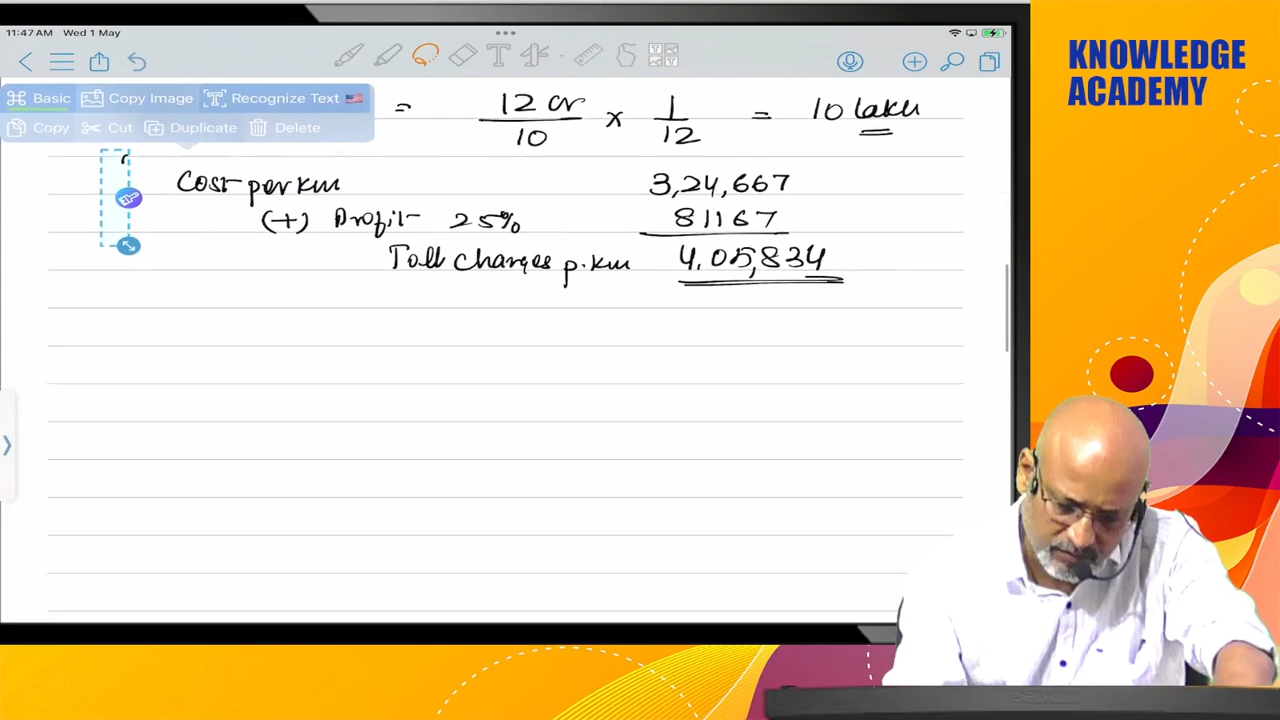 11:47 AM Wed 1 May
KNOWLEDGE
ACADEMY
Basic Copy Image Recognize Text
Copy Cut Duplicate Delete
= 12 cr / 10 x 1 / 12 = 10 lakh
Cost per km 3,24,667
(+) Profit 25% 81167
Toll Charges p.km 4,05,834